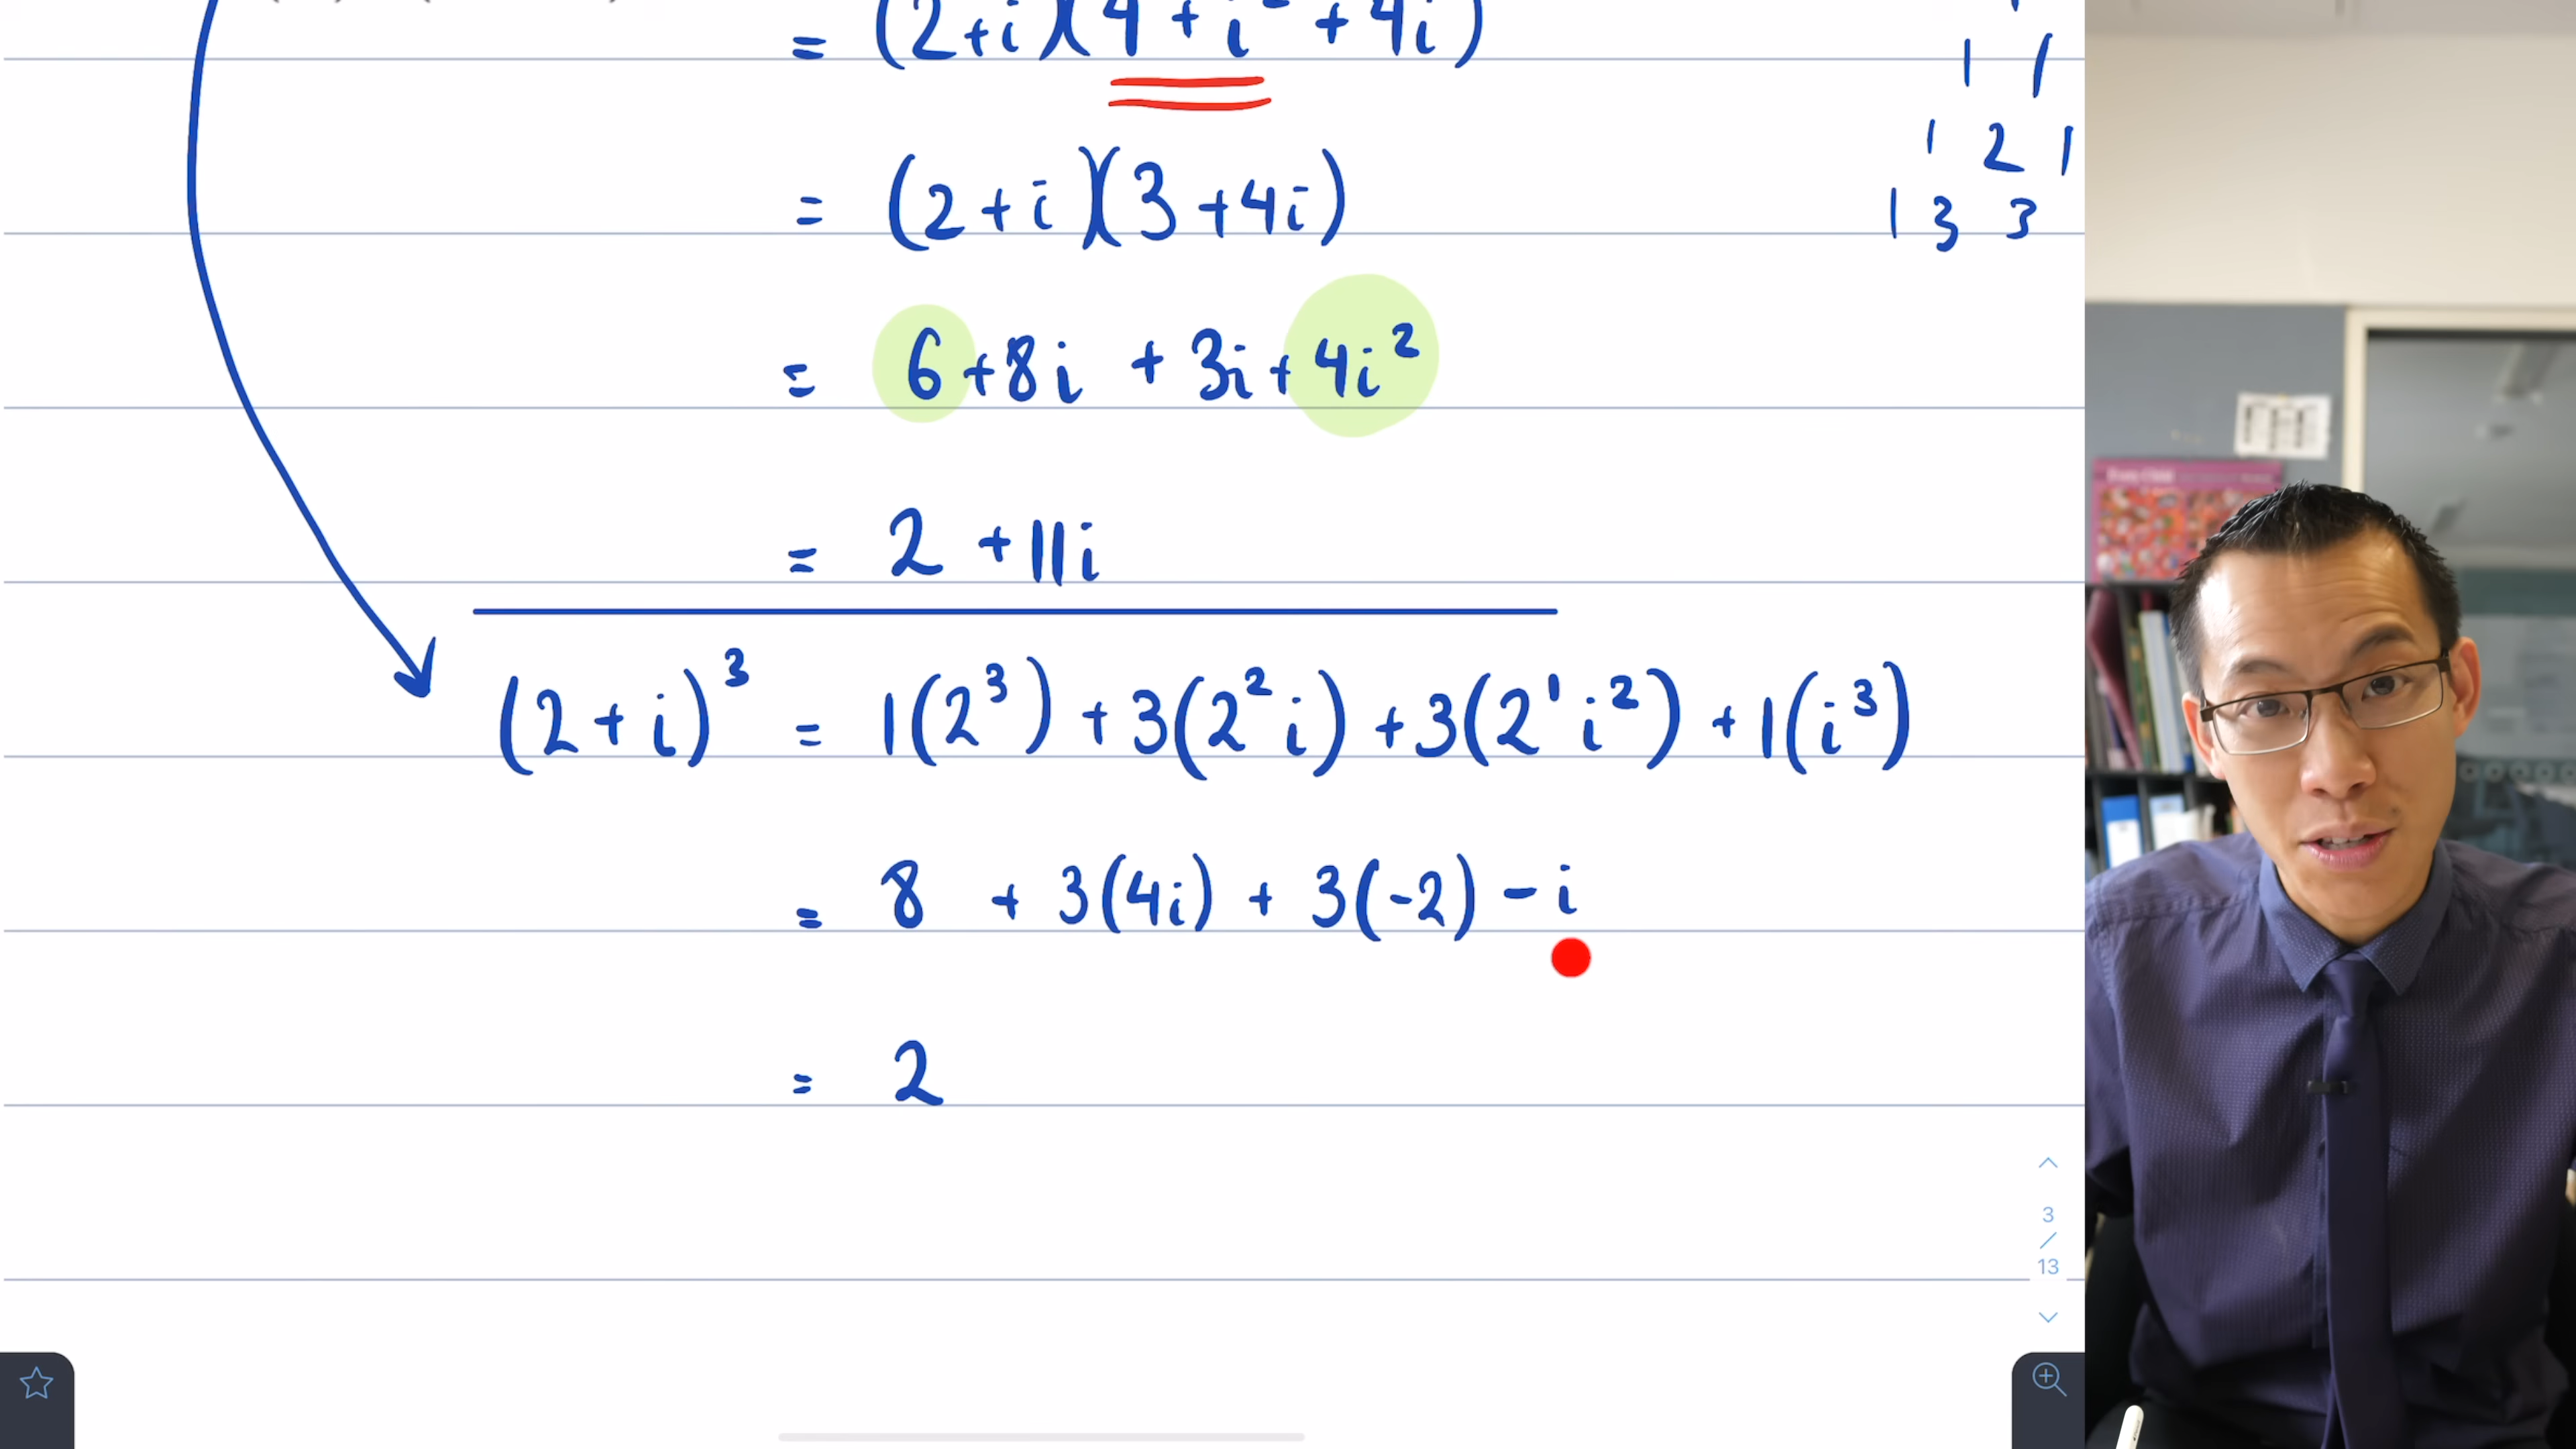 = (2+i)(4 + i² + 4i)
= (2+i)(3+4i)
= 6+8i + 3i+4i²
= 2 +11i
(2+i)³ = 1(2³) + 3(2²i) + 3(2¹i²) + 1(i³)
= 8 + 3(4i) + 3(-2) - i
= 2
1 1
1 2 1
1 3 3
3
/
13